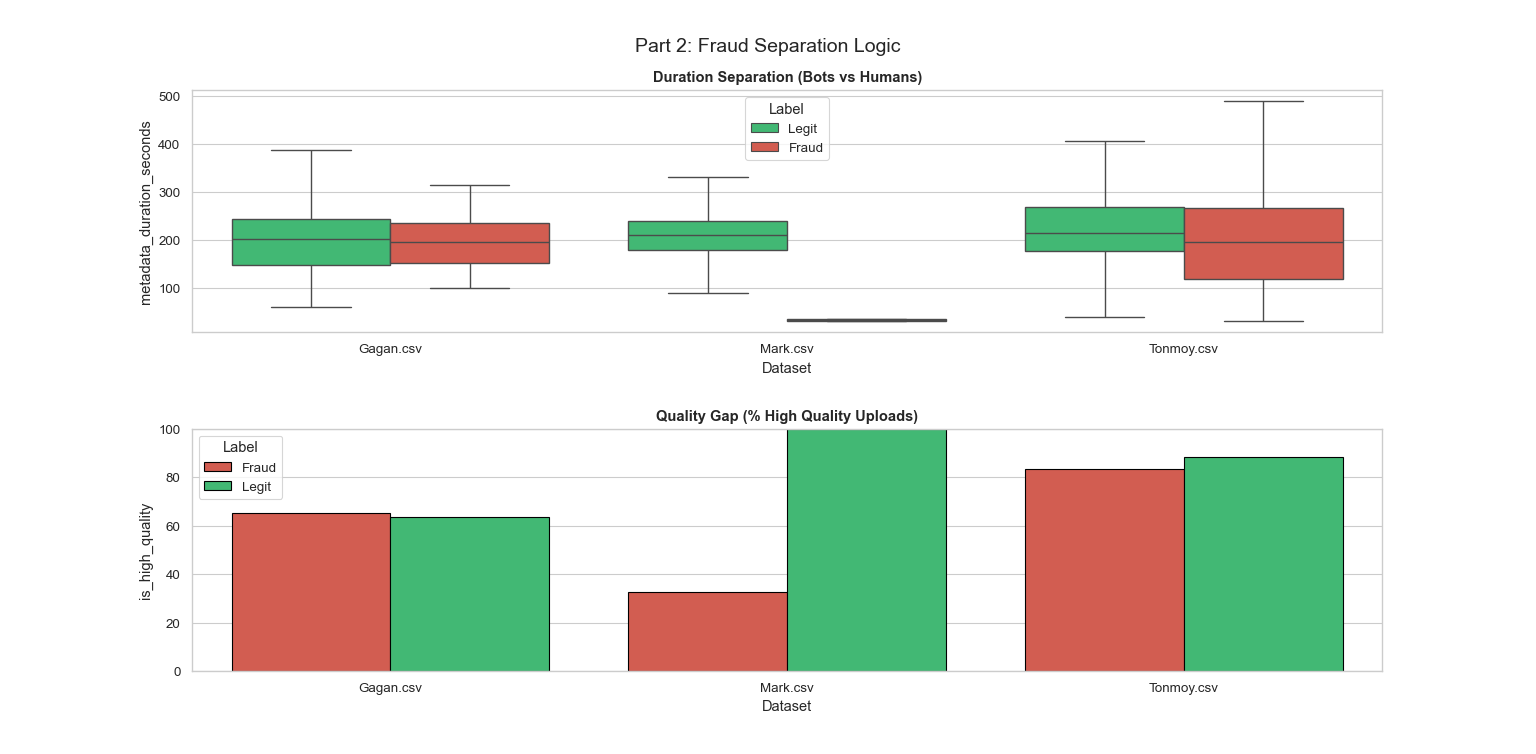 Part 2: Fraud Separation Logic
Duration Separation (Bots vs Humans)
metadata_duration_seconds
500
400
300
200
100
Label
Legit
Fraud
Gagan.csv
Mark.csv
Tonmoy.csv
Dataset
Quality Gap (% High Quality Uploads)
is_high_quality
100
80
60
40
20
0
Label
Fraud
Legit
Gagan.csv
Mark.csv
Tonmoy.csv
Dataset